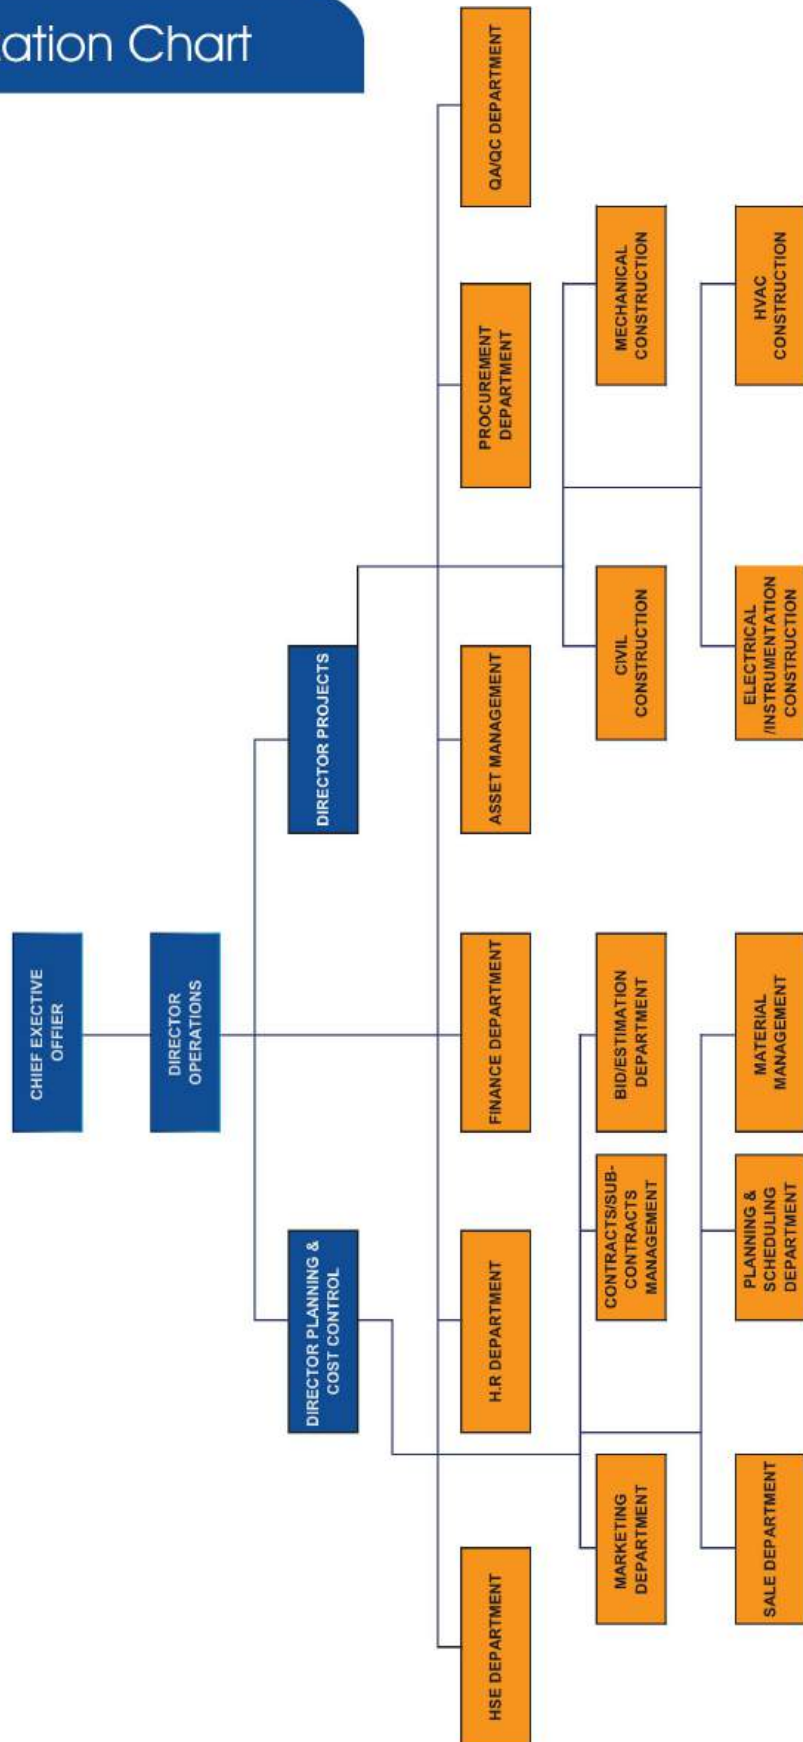 ation Chart
CHIEF EXECTIVE
OFFIER
DIRECTOR
OPERATIONS
DIRECTOR PLANNING &
COST CONTROL
DIRECTOR PROJECTS
HSE DEPARTMENT
H.R DEPARTMENT
FINANCE DEPARTMENT
ASSET MANAGEMENT
PROCUREMENT
DEPARTMENT
QA/QC DEPARTMENT
MARKETING
DEPARTMENT
CONTRACTS/SUB-
CONTRACTS
MANAGEMENT
BID/ESTIMATION
DEPARTMENT
CIVIL
CONSTRUCTION
MECHANICAL
CONSTRUCTION
SALE DEPARTMENT
PLANNING &
SCHEDULING
DEPARTMENT
MATERIAL
MANAGEMENT
ELECTRICAL
/INSTRUMENTATION
CONSTRUCTION
HVAC
CONSTRUCTION